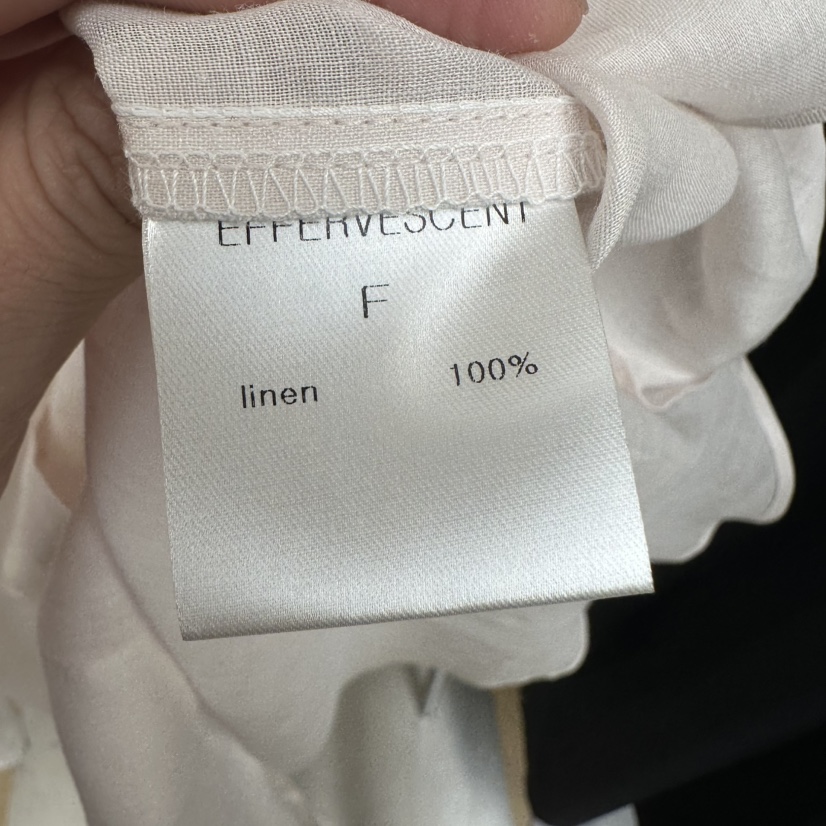 EFFERVESCENT
F
linen 100%